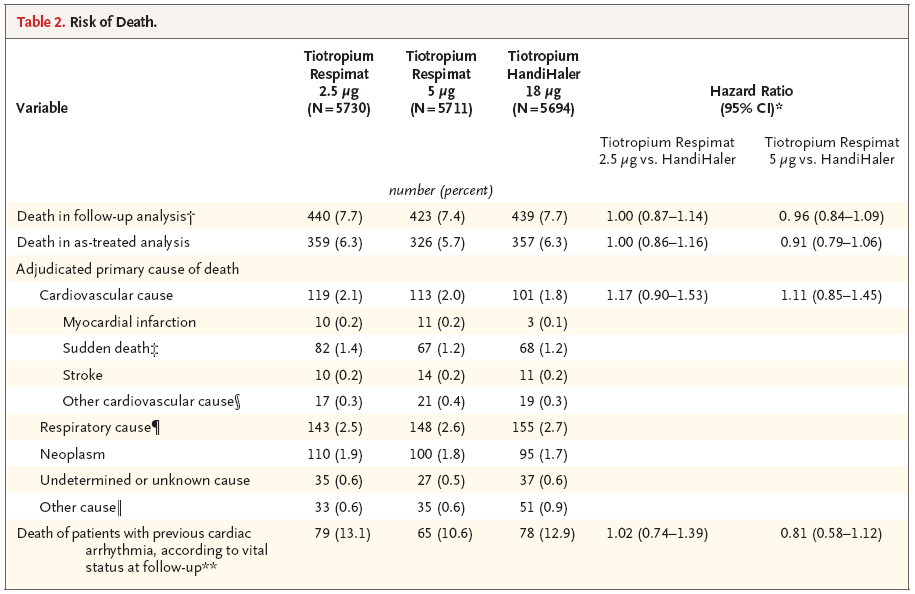 Table 2. Risk of Death.
Variable Tiotropium Respimat 2.5 µg (N=5730) Tiotropium Respimat 5 µg (N=5711) Tiotropium HandiHaler 18 µg (N=5694) Hazard Ratio (95% CI)*
Tiotropium Respimat 2.5 µg vs. HandiHaler Tiotropium Respimat 5 µg vs. HandiHaler
number (percent)
Death in follow-up analysis† 440 (7.7) 423 (7.4) 439 (7.7) 1.00 (0.87–1.14) 0. 96 (0.84–1.09)
Death in as-treated analysis 359 (6.3) 326 (5.7) 357 (6.3) 1.00 (0.86–1.16) 0.91 (0.79–1.06)
Adjudicated primary cause of death
Cardiovascular cause 119 (2.1) 113 (2.0) 101 (1.8) 1.17 (0.90–1.53) 1.11 (0.85–1.45)
Myocardial infarction 10 (0.2) 11 (0.2) 3 (0.1)
Sudden death‡ 82 (1.4) 67 (1.2) 68 (1.2)
Stroke 10 (0.2) 14 (0.2) 11 (0.2)
Other cardiovascular cause§ 17 (0.3) 21 (0.4) 19 (0.3)
Respiratory cause¶ 143 (2.5) 148 (2.6) 155 (2.7)
Neoplasm 110 (1.9) 100 (1.8) 95 (1.7)
Undetermined or unknown cause 35 (0.6) 27 (0.5) 37 (0.6)
Other cause‖ 33 (0.6) 35 (0.6) 51 (0.9)
Death of patients with previous cardiac 79 (13.1) 65 (10.6) 78 (12.9) 1.02 (0.74–1.39) 0.81 (0.58–1.12)
arrhythmia, according to vital
status at follow-up**